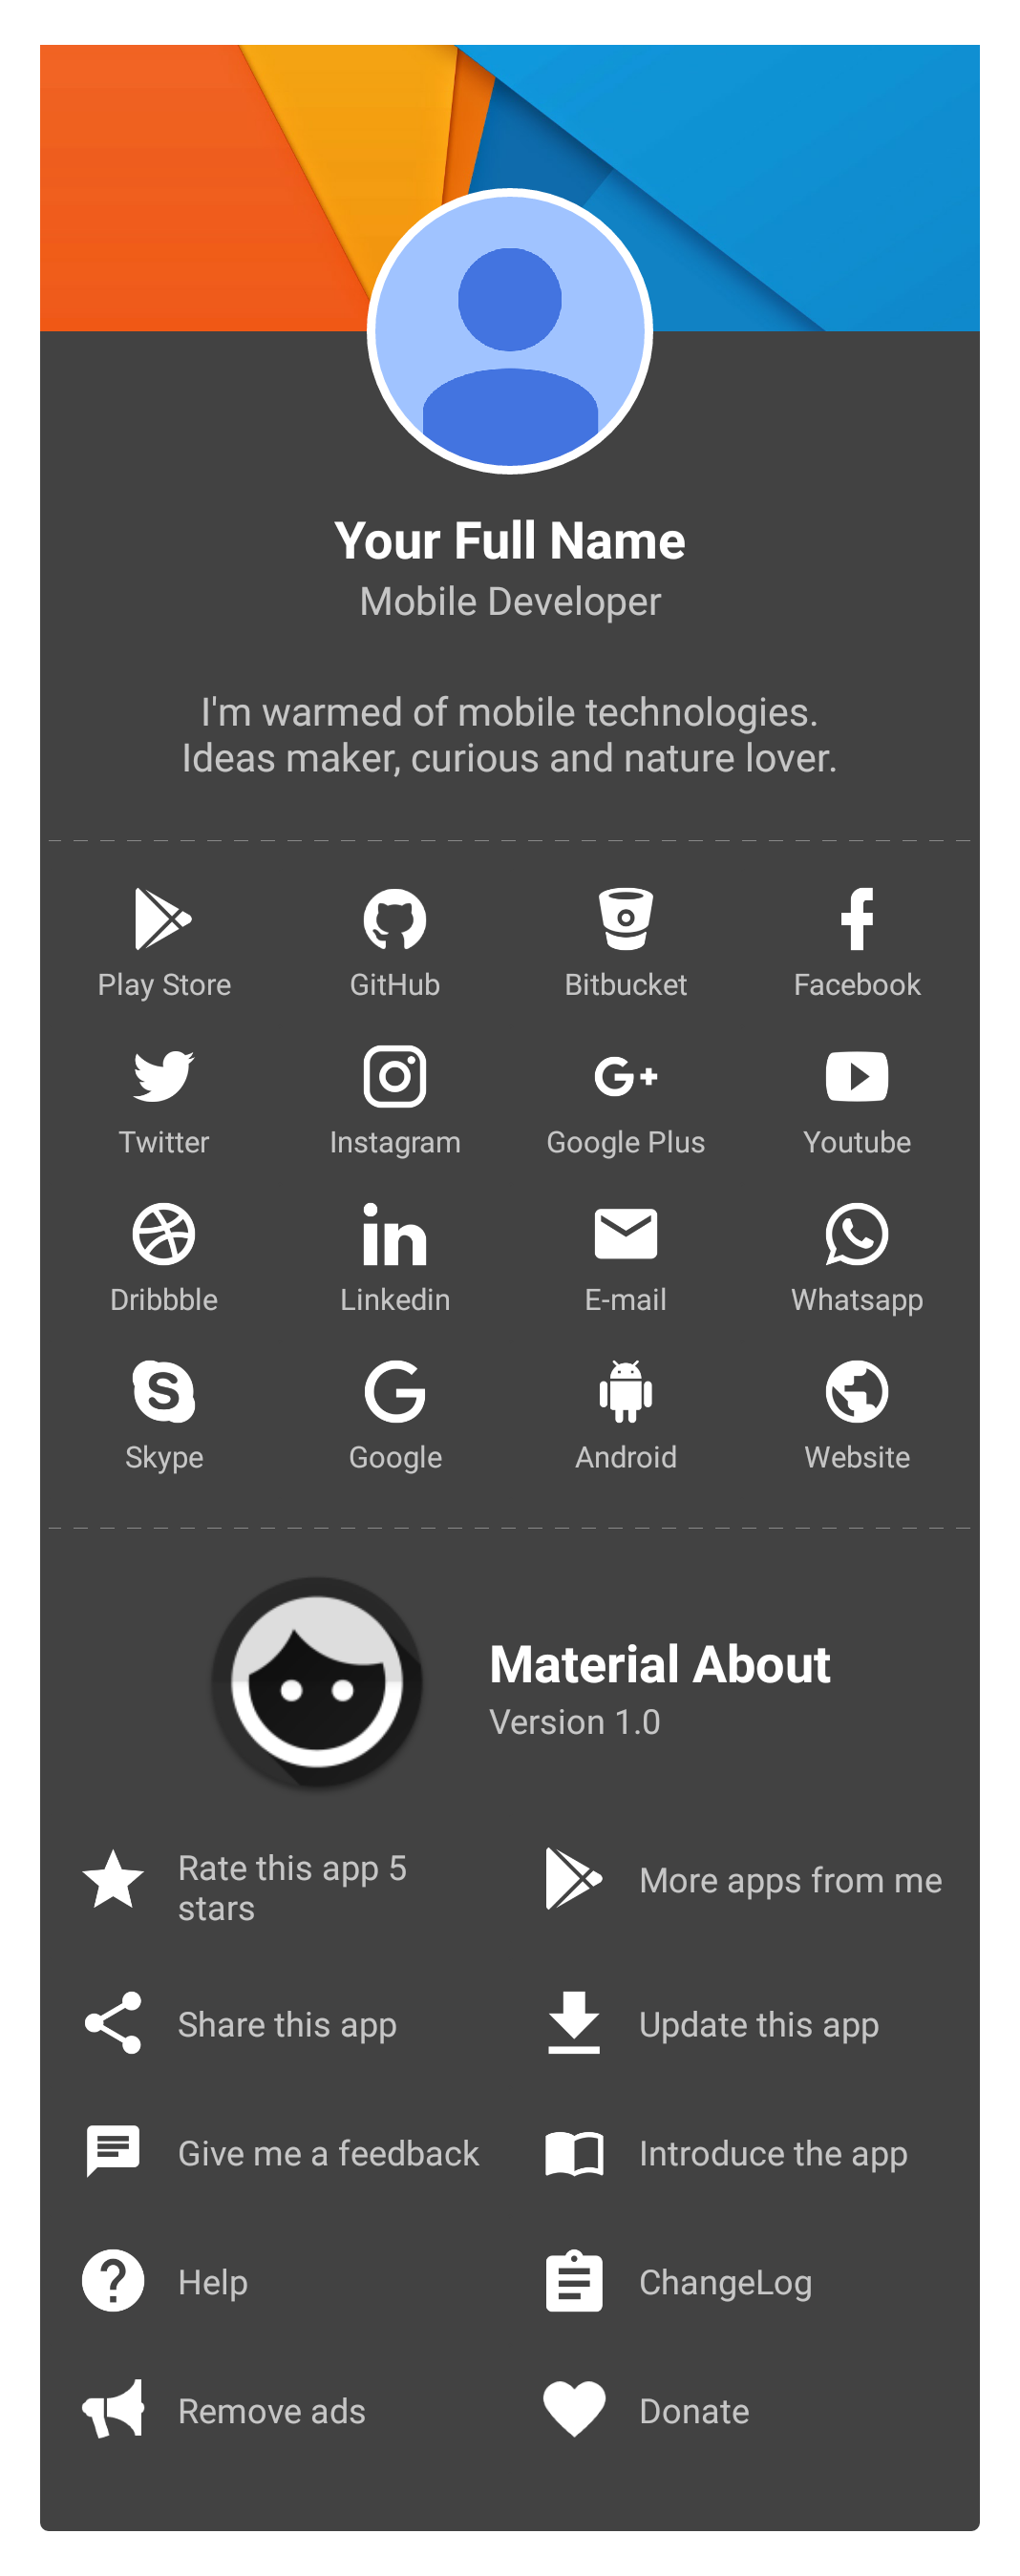 Your Full Name
Mobile Developer
I'm warmed of mobile technologies.
Ideas maker, curious and nature lover.
Play Store
GitHub
Bitbucket
Facebook
Twitter
Instagram
Google Plus
Youtube
Dribbble
Linkedin
E-mail
Whatsapp
Skype
Google
Android
Website
Material About
Version 1.0
Rate this app 5
stars
More apps from me
Share this app
Update this app
Give me a feedback
Introduce the app
Help
ChangeLog
Remove ads
Donate